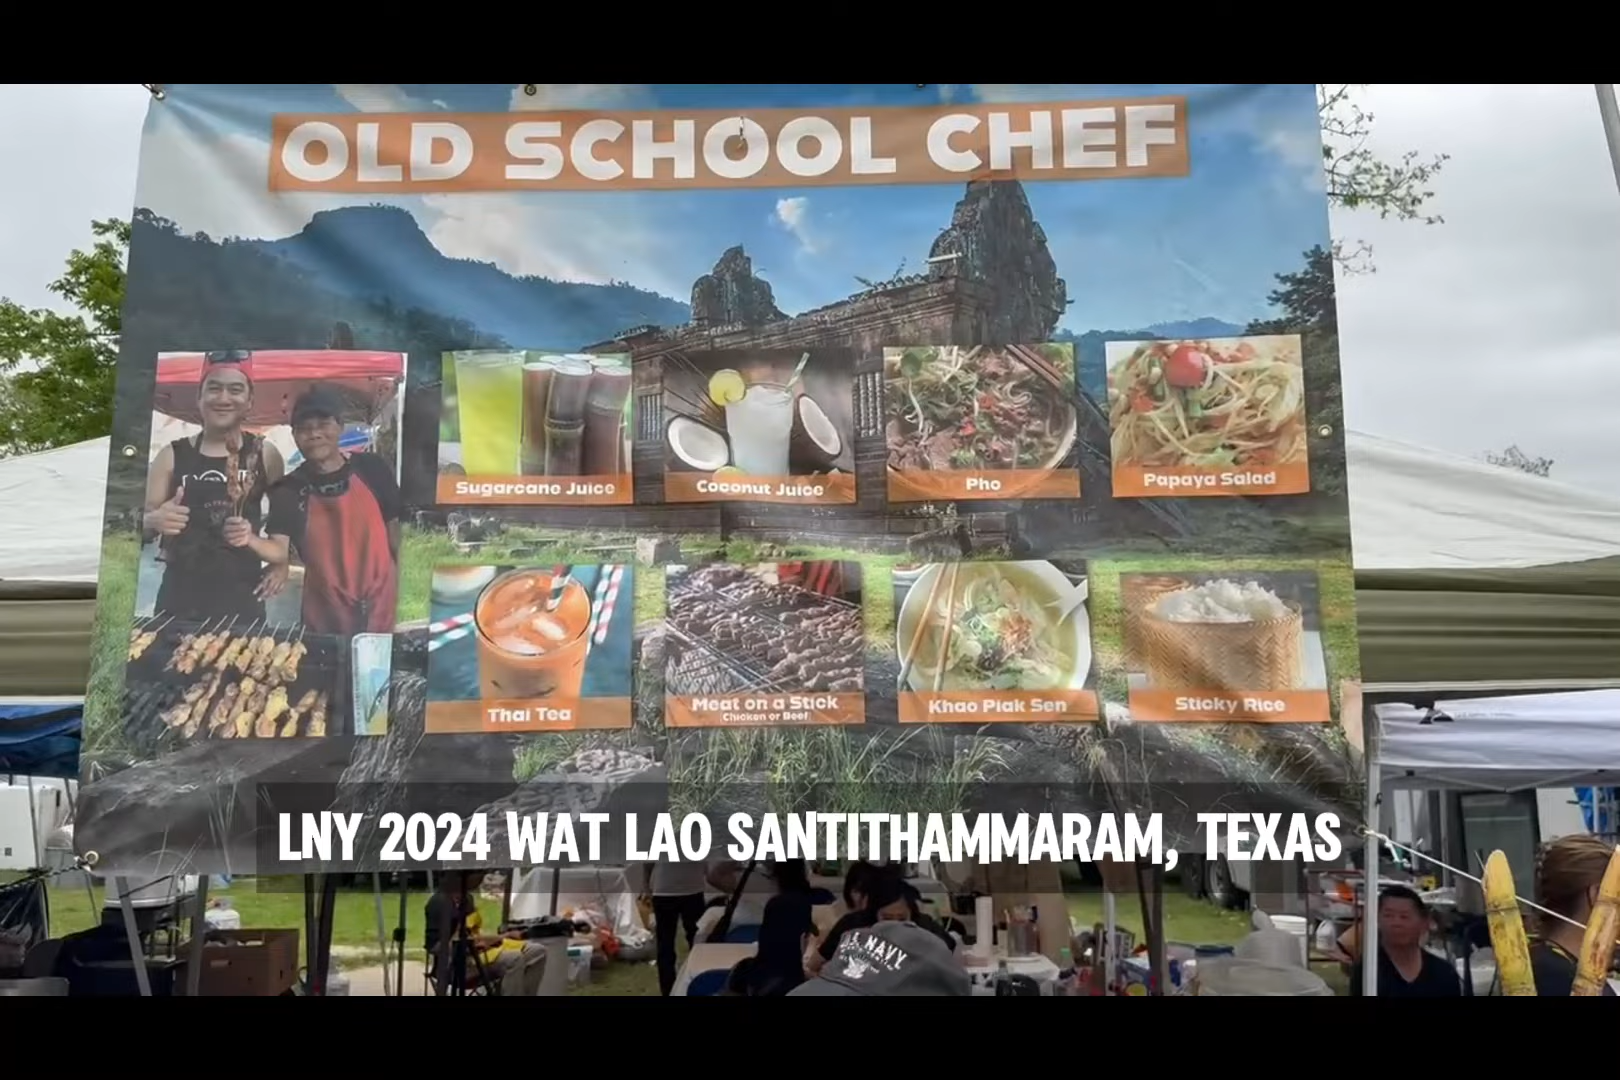 OLD SCHOOL CHEF
Sugarcane Juice
Coconut Juice
Pho
Papaya Salad
Thai Tea
Meat on a Stick
Chicken or Beef
Khao Piak Sen
Sticky Rice
LNY 2024 WAT LAO SANTITHAMMARAM, TEXAS
U.S. NAVY